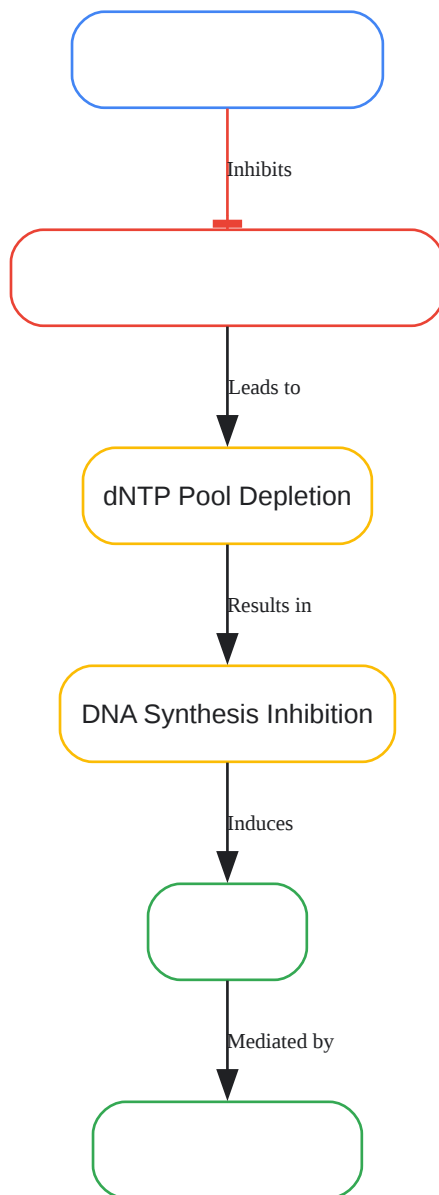 Inhibits
Leads to
dNTP Pool Depletion
Results in
DNA Synthesis Inhibition
Induces
Mediated by